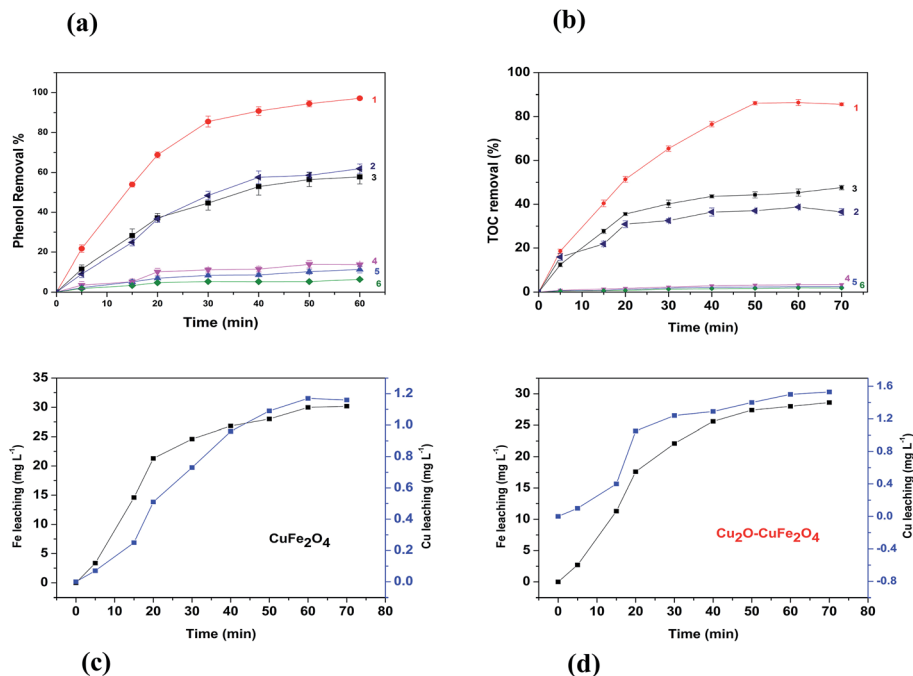 (a)
Phenol Removal %
100
80
60
40
20
0
0 10 20 30 40 50 60
Time (min)
1
2
3
4
5
6
(b)
TOC removal (%)
100
80
60
40
20
0
0 10 20 30 40 50 60 70
Time (min)
1
3
2
4
5 6
Fe leaching (mg L⁻¹)
35
30
25
20
15
10
5
0
0 10 20 30 40 50 60 70 80
Time (min)
CuFe₂O₄
1.2
1.0
0.8
0.6
0.4
0.2
0.0
Cu leaching (mg L⁻¹)
(c)
Fe leaching (mg L⁻¹)
30
25
20
15
10
5
0
0 10 20 30 40 50 60 70 80
Time (min)
Cu₂O-CuFe₂O₄
1.6
1.2
0.8
0.4
0.0
-0.4
-0.8
Cu leaching (mg L⁻¹)
(d)